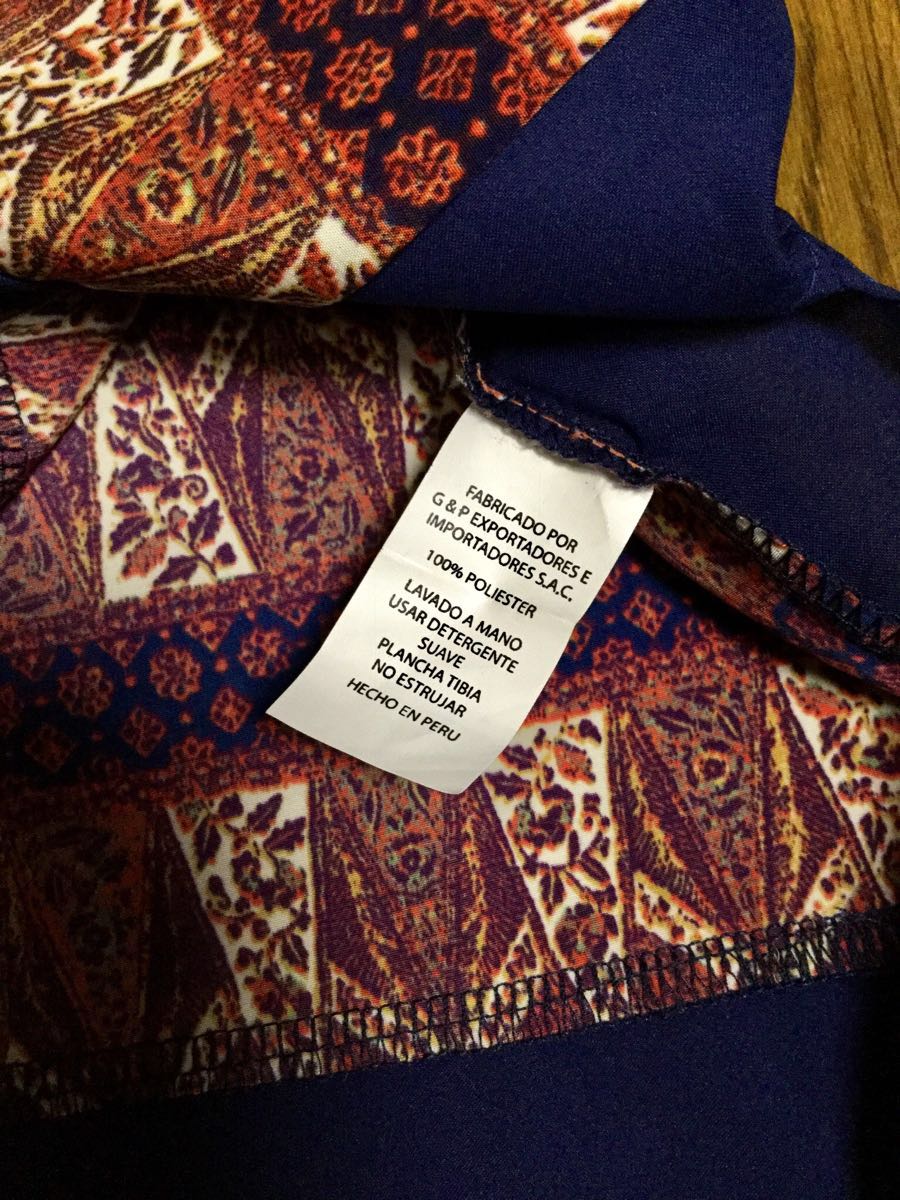 FABRICADO POR
G & P EXPORTADORES E
IMPORTADORES S.A.C.
100% POLIESTER
LAVADO A MANO
USAR DETERGENTE
SUAVE
PLANCHA TIBIA
NO ESTRUJAR
HECHO EN PERU